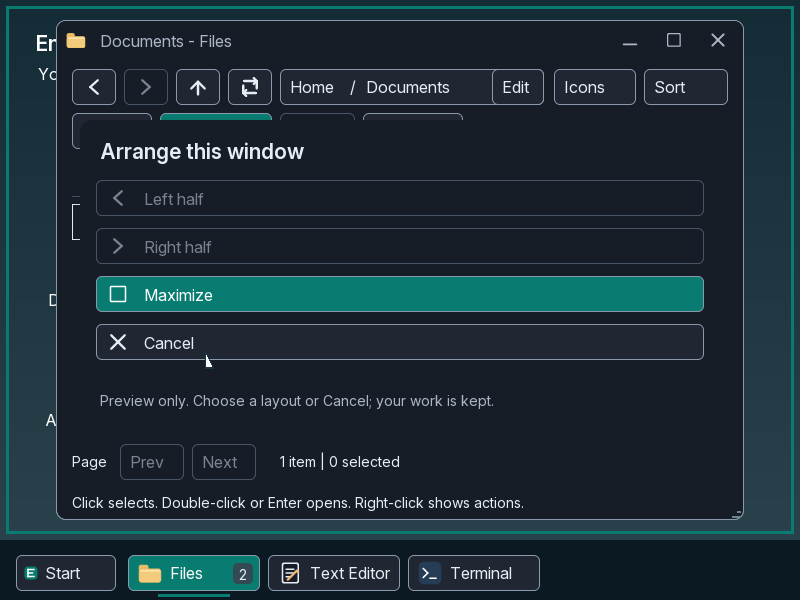 Documents - Files
Home / Documents Edit Icons Sort
Arrange this window
Left half
Right half
Maximize
Cancel
Preview only. Choose a layout or Cancel; your work is kept.
Page Prev Next 1 item | 0 selected
Click selects. Double-click or Enter opens. Right-click shows actions.
E Start Files 2 Text Editor Terminal